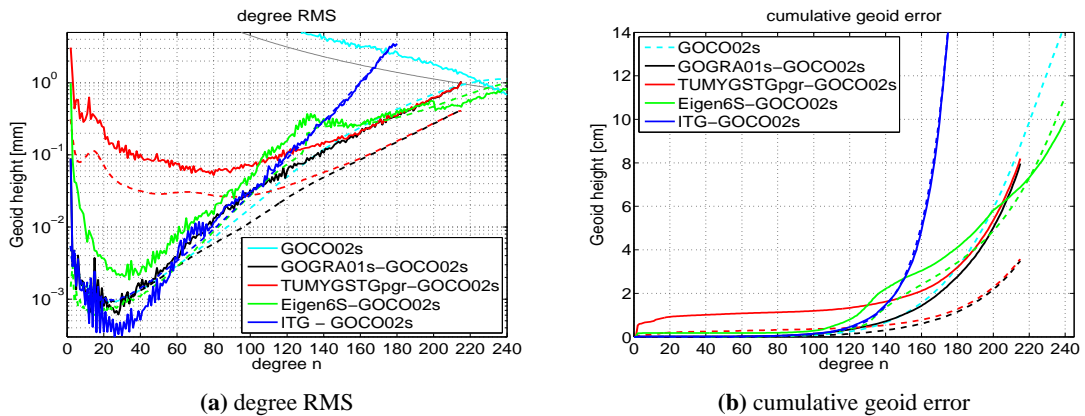 degree RMS
Geoid height [mm]
10^0
10^-1
10^-2
10^-3
GOCO02s
GOGRA01s-GOCO02s
TUMYGSTGpgr-GOCO02s
Eigen6S-GOCO02s
ITG - GOCO02s
0 20 40 60 80 100 120 140 160 180 200 220 240
degree n
(a) degree RMS
cumulative geoid error
Geoid height [cm]
14
12
10
8
6
4
2
0
GOCO02s
GOGRA01s-GOCO02s
TUMYGSTGpgr-GOCO02s
Eigen6S-GOCO02s
ITG-GOCO02s
0 20 40 60 80 100 120 140 160 180 200 220 240
degree n
(b) cumulative geoid error